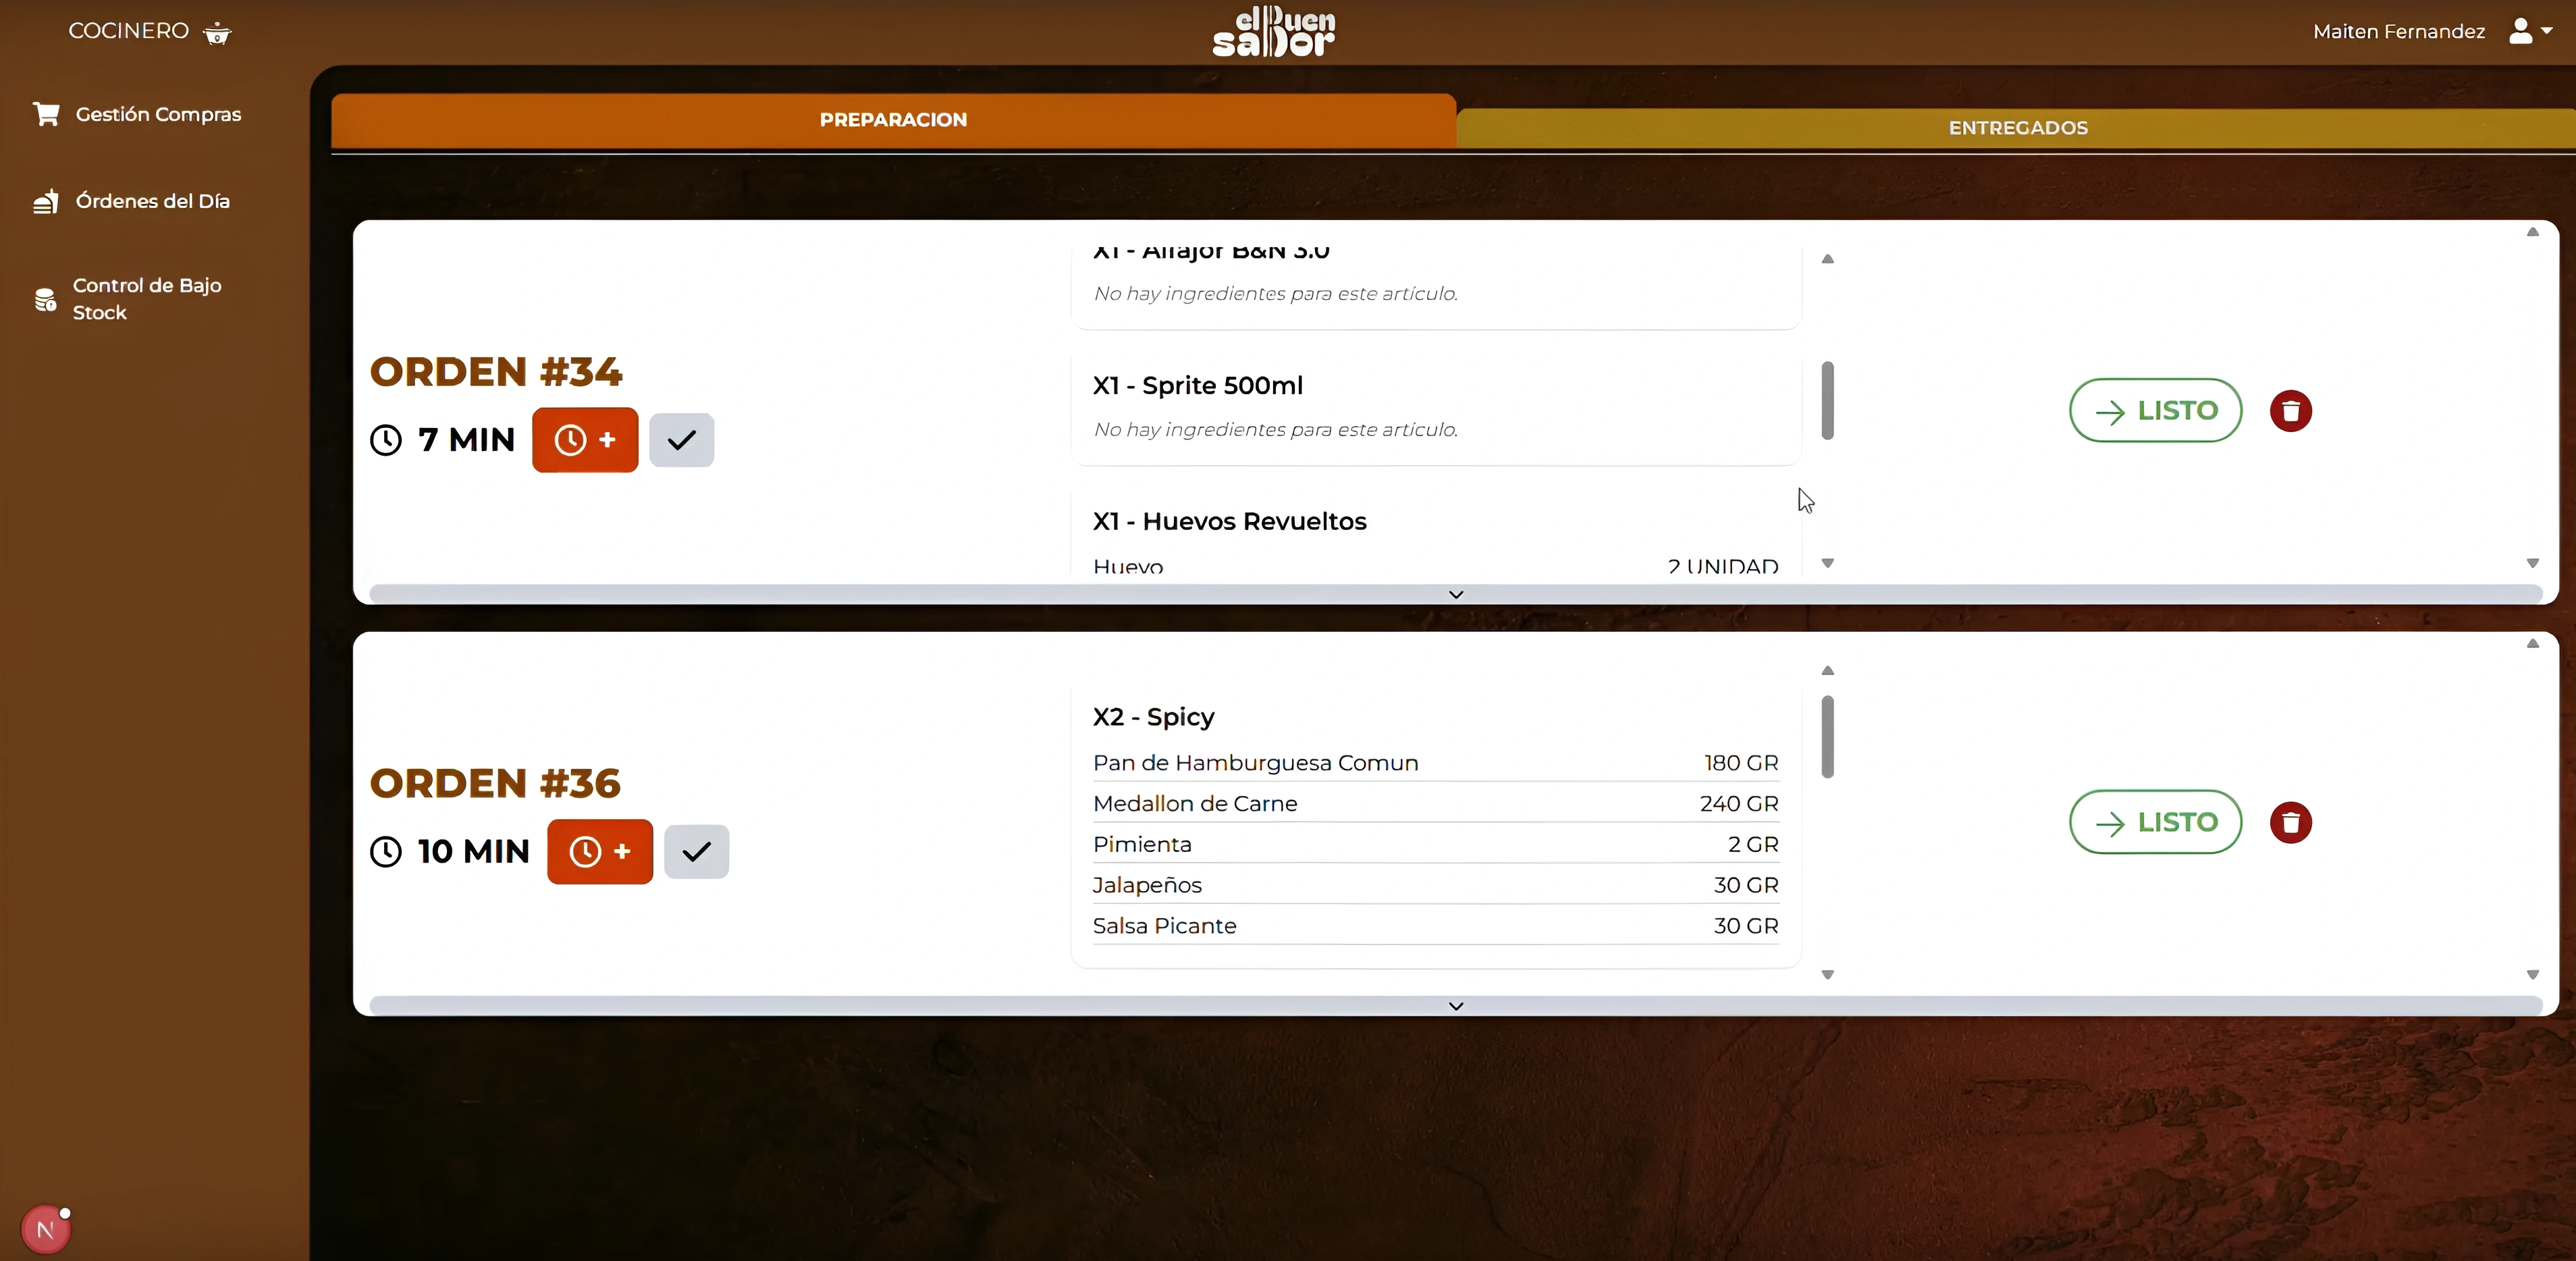 COCINERO
el Buen
saBor
Maiten Fernandez
Gestión Compras
Órdenes del Día
Control de Bajo
Stock
PREPARACION
ENTREGADOS
ORDEN #34
7 MIN
+
X1 - Alfajor B&N 3.0
No hay ingredientes para este artículo.
X1 - Sprite 500ml
No hay ingredientes para este artículo.
X1 - Huevos Revueltos
Huevo 2 UNIDAD
LISTO
ORDEN #36
10 MIN
+
X2 - Spicy
Pan de Hamburguesa Comun 180 GR
Medallon de Carne 240 GR
Pimienta 2 GR
Jalapeños 30 GR
Salsa Picante 30 GR
LISTO
N